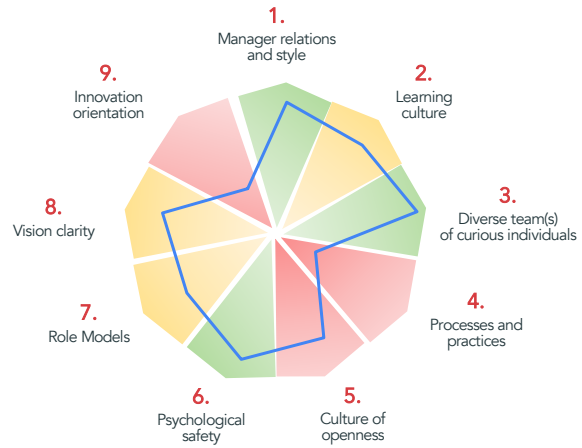 1.
Manager relations
and style
2.
Learning
culture
3.
Diverse team(s)
of curious individuals
4.
Processes and
practices
5.
Culture of
openness
6.
Psychological
safety
7.
Role Models
8.
Vision clarity
9.
Innovation
orientation